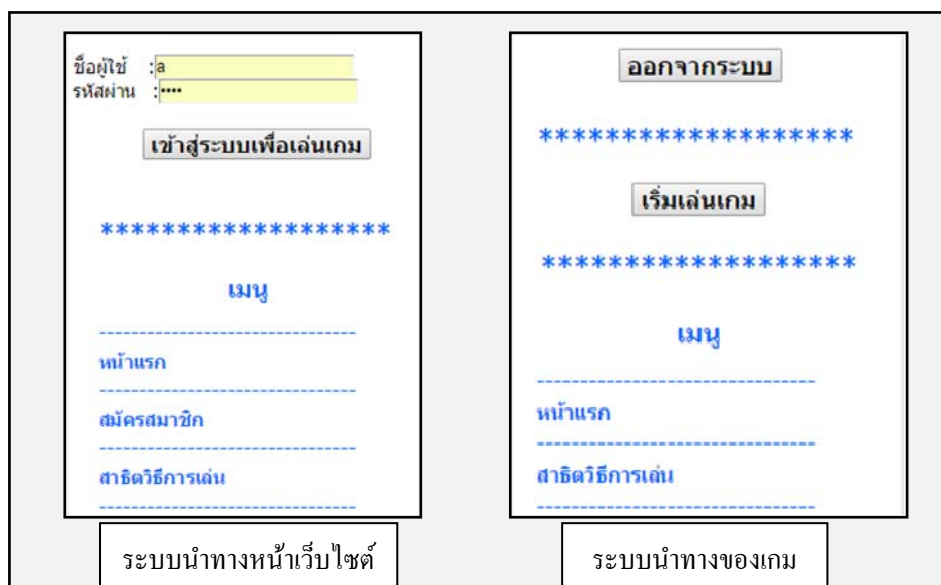 ชื่อผู้ใช้ :a
รหัสผ่าน :••••
เข้าสู่ระบบเพื่อเล่นเกม
*******************
เมนู
---------------------------------
หน้าแรก
---------------------------------
สมัครสมาชิก
---------------------------------
สาธิตวิธีการเล่น
---------------------------------
ระบบนำทางหน้าเว็บไซต์
ออกจากระบบ
*******************
เริ่มเล่นเกม
*******************
เมนู
---------------------------------
หน้าแรก
---------------------------------
สาธิตวิธีการเล่น
---------------------------------
ระบบนำทางของเกม